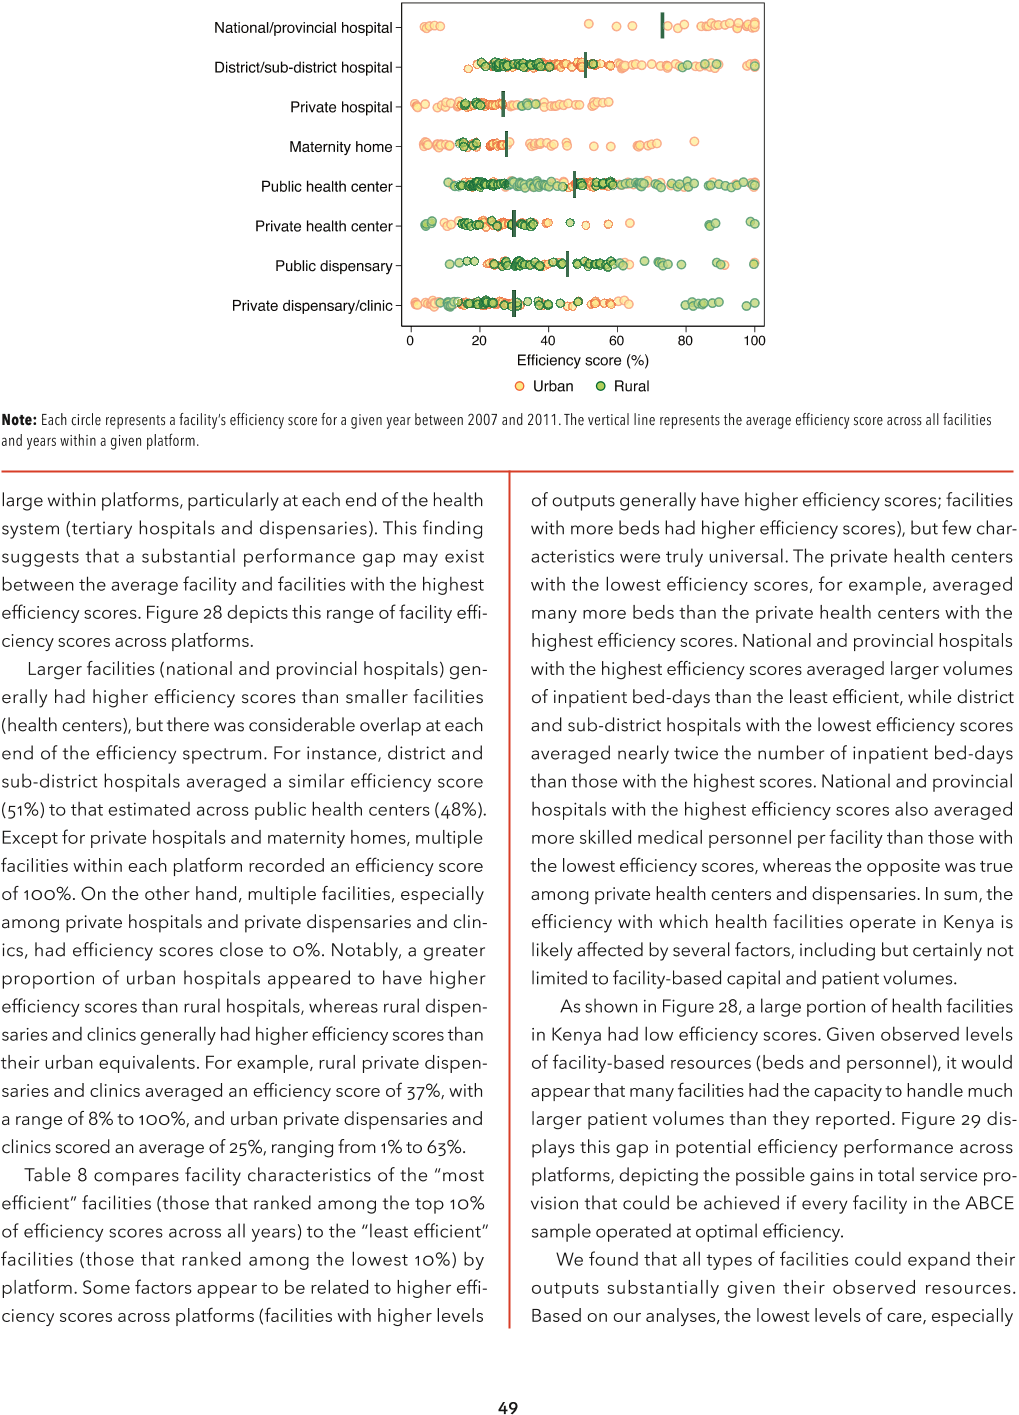 National/provincial hospital
District/sub-district hospital
Private hospital
Maternity home
Public health center
Private health center
Public dispensary
Private dispensary/clinic
0 20 40 60 80 100
Efficiency score (%)
Urban Rural
Note: Each circle represents a facility’s efficiency score for a given year between 2007 and 2011. The vertical line represents the average efficiency score across all facilities
and years within a given platform.
large within platforms, particularly at each end of the health
system (tertiary hospitals and dispensaries). This finding
suggests that a substantial performance gap may exist
between the average facility and facilities with the highest
efficiency scores. Figure 28 depicts this range of facility effi-
ciency scores across platforms.
Larger facilities (national and provincial hospitals) gen-
erally had higher efficiency scores than smaller facilities
(health centers), but there was considerable overlap at each
end of the efficiency spectrum. For instance, district and
sub-district hospitals averaged a similar efficiency score
(51%) to that estimated across public health centers (48%).
Except for private hospitals and maternity homes, multiple
facilities within each platform recorded an efficiency score
of 100%. On the other hand, multiple facilities, especially
among private hospitals and private dispensaries and clin-
ics, had efficiency scores close to 0%. Notably, a greater
proportion of urban hospitals appeared to have higher
efficiency scores than rural hospitals, whereas rural dispen-
saries and clinics generally had higher efficiency scores than
their urban equivalents. For example, rural private dispen-
saries and clinics averaged an efficiency score of 37%, with
a range of 8% to 100%, and urban private dispensaries and
clinics scored an average of 25%, ranging from 1% to 63%.
Table 8 compares facility characteristics of the “most
efficient” facilities (those that ranked among the top 10%
of efficiency scores across all years) to the “least efficient”
facilities (those that ranked among the lowest 10%) by
platform. Some factors appear to be related to higher effi-
ciency scores across platforms (facilities with higher levels
of outputs generally have higher efficiency scores; facilities
with more beds had higher efficiency scores), but few char-
acteristics were truly universal. The private health centers
with the lowest efficiency scores, for example, averaged
many more beds than the private health centers with the
highest efficiency scores. National and provincial hospitals
with the highest efficiency scores averaged larger volumes
of inpatient bed-days than the least efficient, while district
and sub-district hospitals with the lowest efficiency scores
averaged nearly twice the number of inpatient bed-days
than those with the highest scores. National and provincial
hospitals with the highest efficiency scores also averaged
more skilled medical personnel per facility than those with
the lowest efficiency scores, whereas the opposite was true
among private health centers and dispensaries. In sum, the
efficiency with which health facilities operate in Kenya is
likely affected by several factors, including but certainly not
limited to facility-based capital and patient volumes.
As shown in Figure 28, a large portion of health facilities
in Kenya had low efficiency scores. Given observed levels
of facility-based resources (beds and personnel), it would
appear that many facilities had the capacity to handle much
larger patient volumes than they reported. Figure 29 dis-
plays this gap in potential efficiency performance across
platforms, depicting the possible gains in total service pro-
vision that could be achieved if every facility in the ABCE
sample operated at optimal efficiency.
We found that all types of facilities could expand their
outputs substantially given their observed resources.
Based on our analyses, the lowest levels of care, especially
49